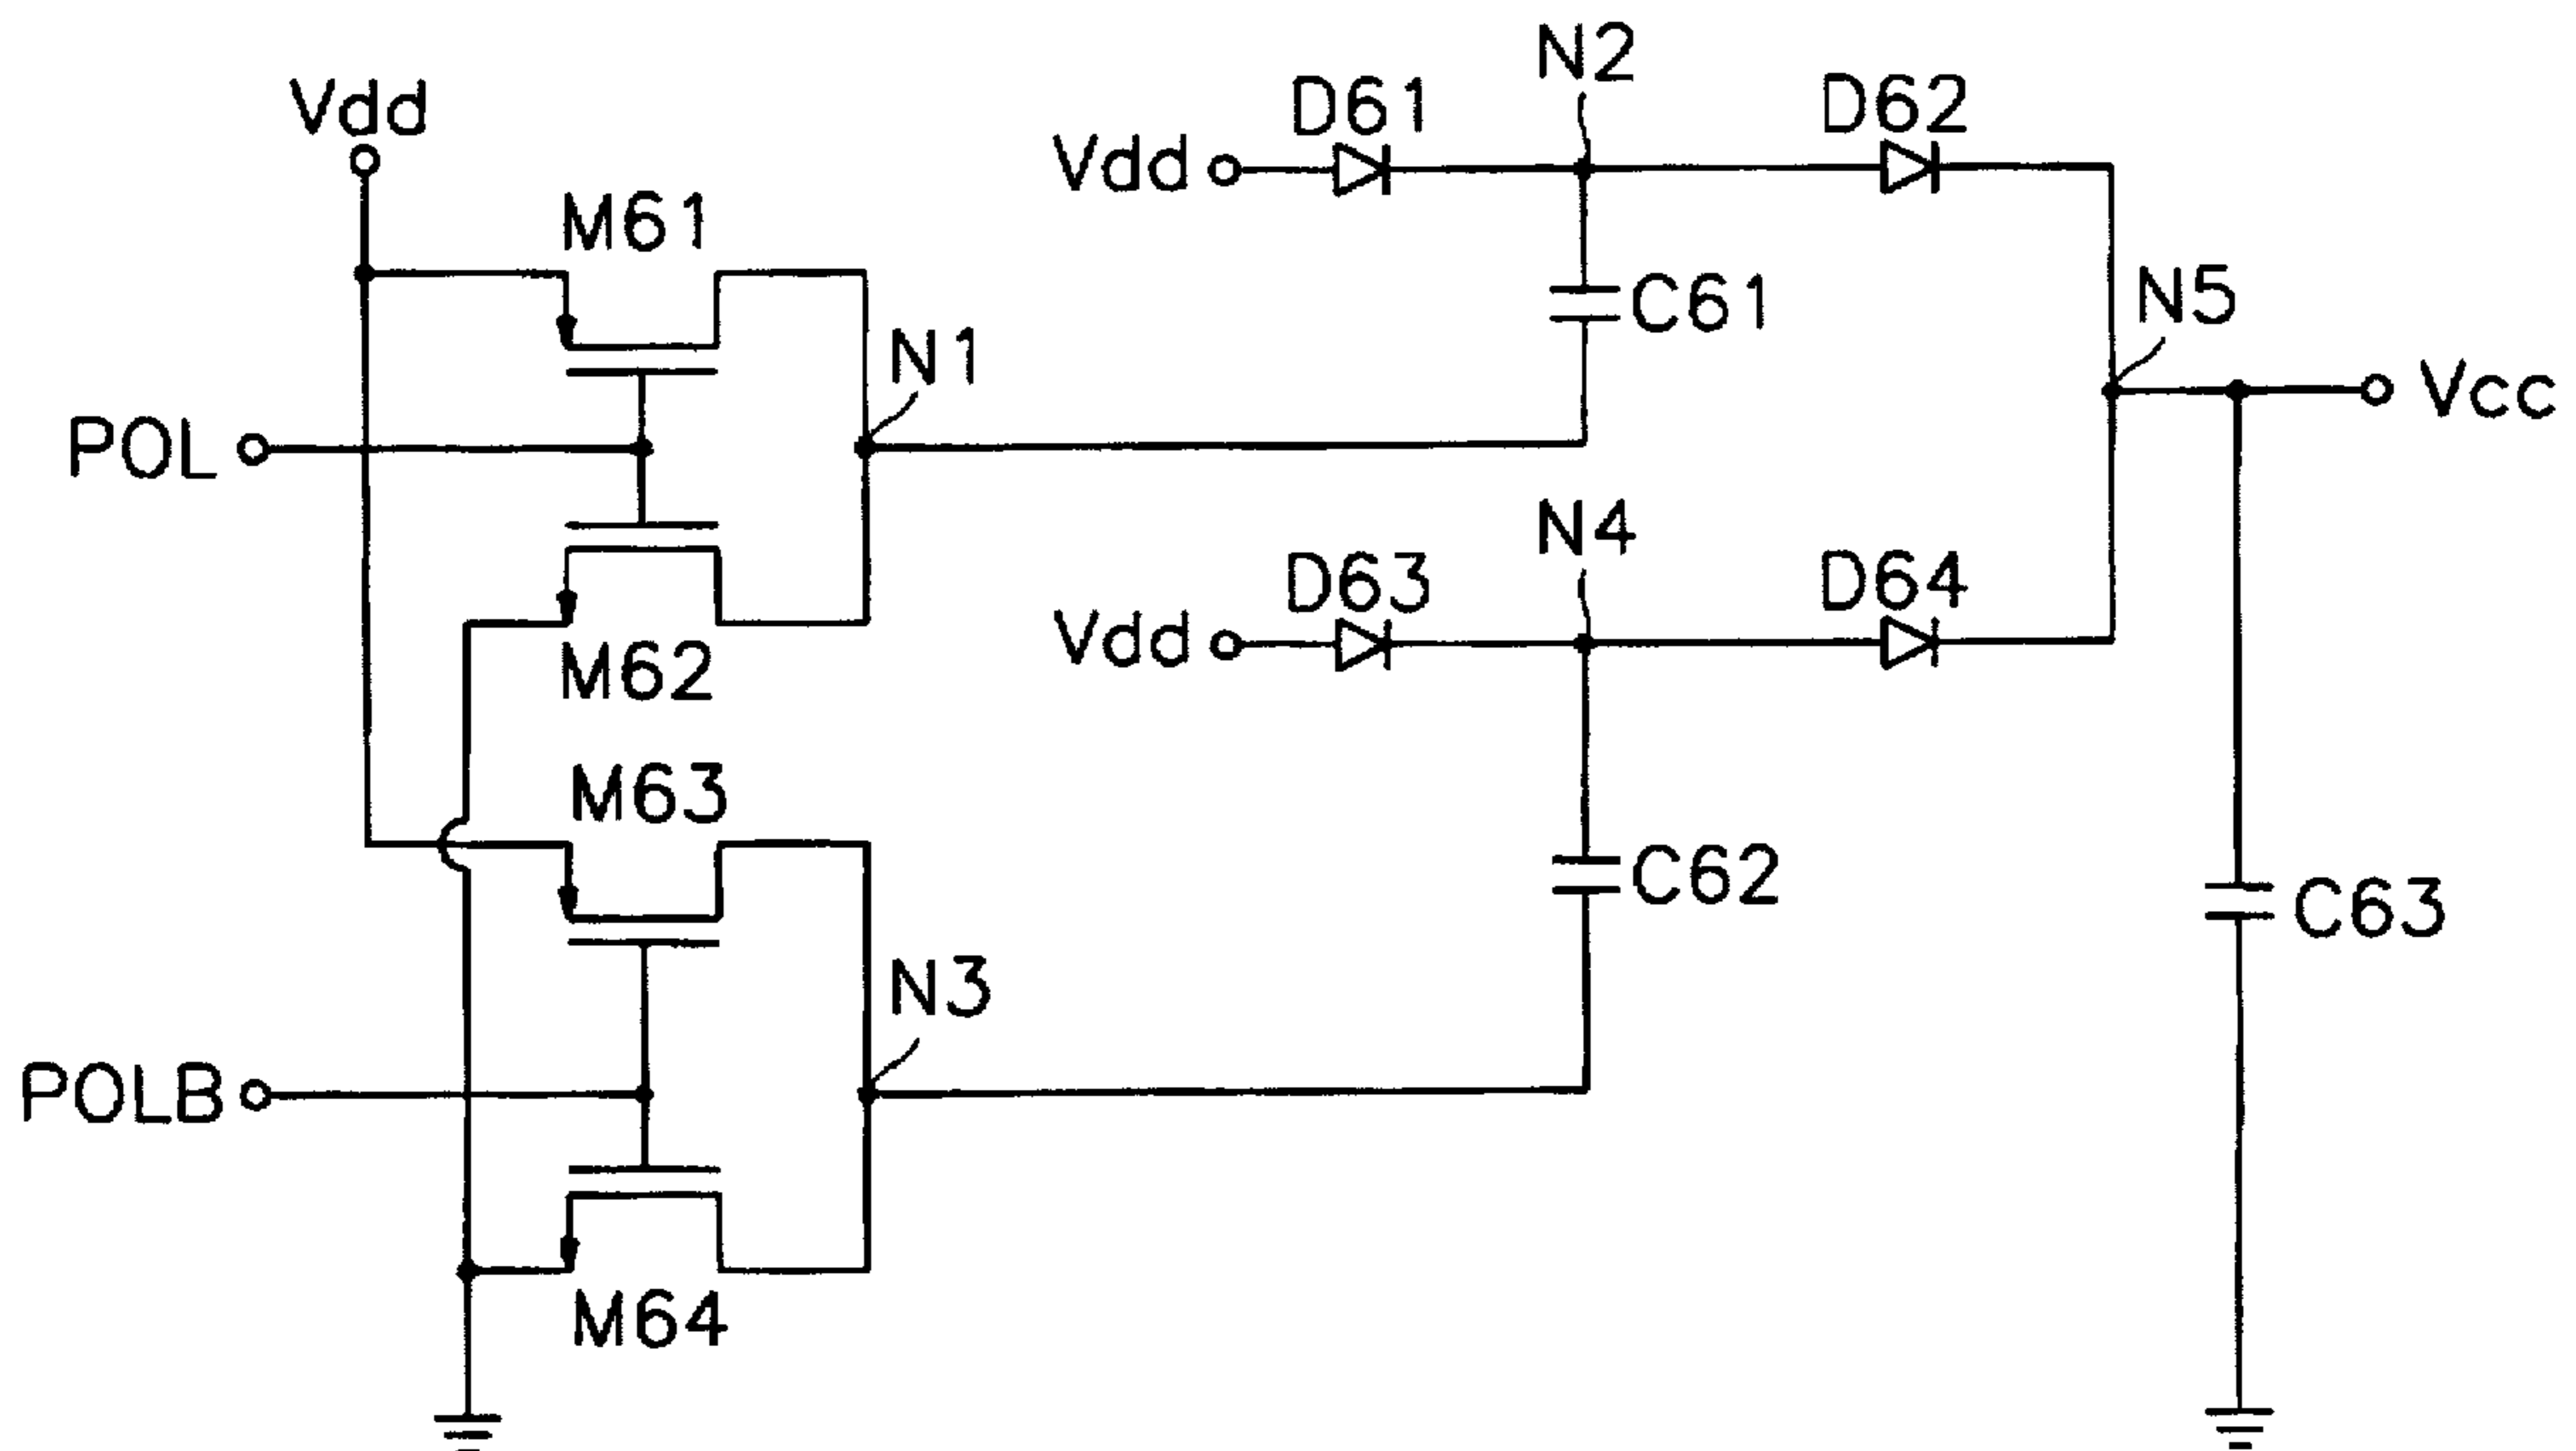 N2
Vdd
D61
D62
Vdd
M61
C61
N5
N1
Vcc
POL
N4
D63
D64
Vdd
M62
M63
C62
C63
N3
POLB
M64